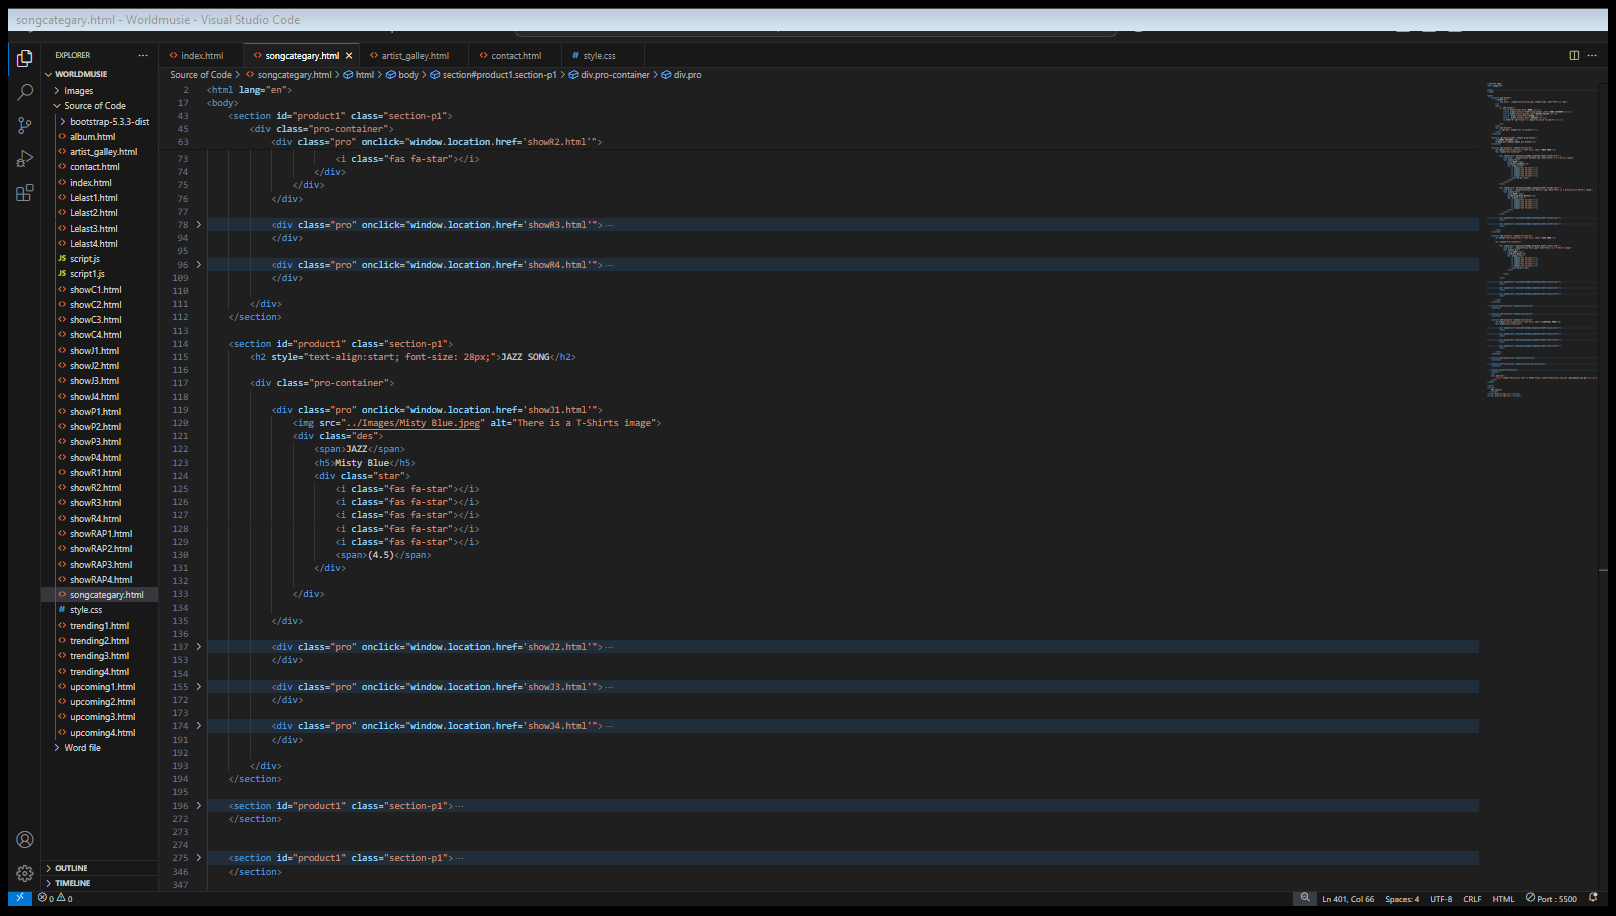 songcategary.html - Worldmusie - Visual Studio Code
EXPLORER
WORLDMUSIE
Images
Source of Code
bootstrap-5.3.3-dist
album.html
artist_galley.html
contact.html
index.html
Lelast1.html
Lelast2.html
Lelast3.html
Lelast4.html
JS script.js
JS script1.js
showC1.html
showC2.html
showC3.html
showC4.html
showJ1.html
showJ2.html
showJ3.html
showJ4.html
showP1.html
showP2.html
showP3.html
showP4.html
showR1.html
showR2.html
showR3.html
showR4.html
showRAP1.html
showRAP2.html
showRAP3.html
showRAP4.html
songcategary.html
# style.css
trending1.html
trending2.html
trending3.html
trending4.html
upcoming1.html
upcoming2.html
upcoming3.html
upcoming4.html
Word file
OUTLINE
TIMELINE
index.html songcategary.html artist_galley.html contact.html # style.css
Source of Code > songcategary.html > html > body > section#product1.section-p1 > div.pro-container > div.pro
2 <html lang="en">
17 <body>
43 <section id="product1" class="section-p1">
45 <div class="pro-container">
63 <div class="pro" onclick="window.location.href='showR2.html'">
73 <i class="fas fa-star"></i>
74 </div>
75 </div>
76 </div>
77
78 <div class="pro" onclick="window.location.href='showR3.html'">...
94 </div>
95
96 <div class="pro" onclick="window.location.href='showR4.html'">...
109 </div>
110
111 </div>
112 </section>
113
114 <section id="product1" class="section-p1">
115 <h2 style="text-align:start; font-size: 28px;">JAZZ SONG</h2>
116
117 <div class="pro-container">
118
119 <div class="pro" onclick="window.location.href='showJ1.html'">
120 <img src="../Images/Misty Blue.jpeg" alt="There is a T-Shirts image">
121 <div class="des">
122 <span>JAZZ</span>
123 <h5>Misty Blue</h5>
124 <div class="star">
125 <i class="fas fa-star"></i>
126 <i class="fas fa-star"></i>
127 <i class="fas fa-star"></i>
128 <i class="fas fa-star"></i>
129 <i class="fas fa-star"></i>
130 <span>(4.5)</span>
131 </div>
132
133 </div>
134
135 </div>
136
137 <div class="pro" onclick="window.location.href='showJ2.html'">...
153 </div>
154
155 <div class="pro" onclick="window.location.href='showJ3.html'">...
172 </div>
173
174 <div class="pro" onclick="window.location.href='showJ4.html'">...
191 </div>
192
193 </div>
194 </section>
195
196 <section id="product1" class="section-p1">...
272 </section>
273
274
275 <section id="product1" class="section-p1">...
346 </section>
347
0 0 Ln 401, Col 66 Spaces: 4 UTF-8 CRLF HTML Port : 5500